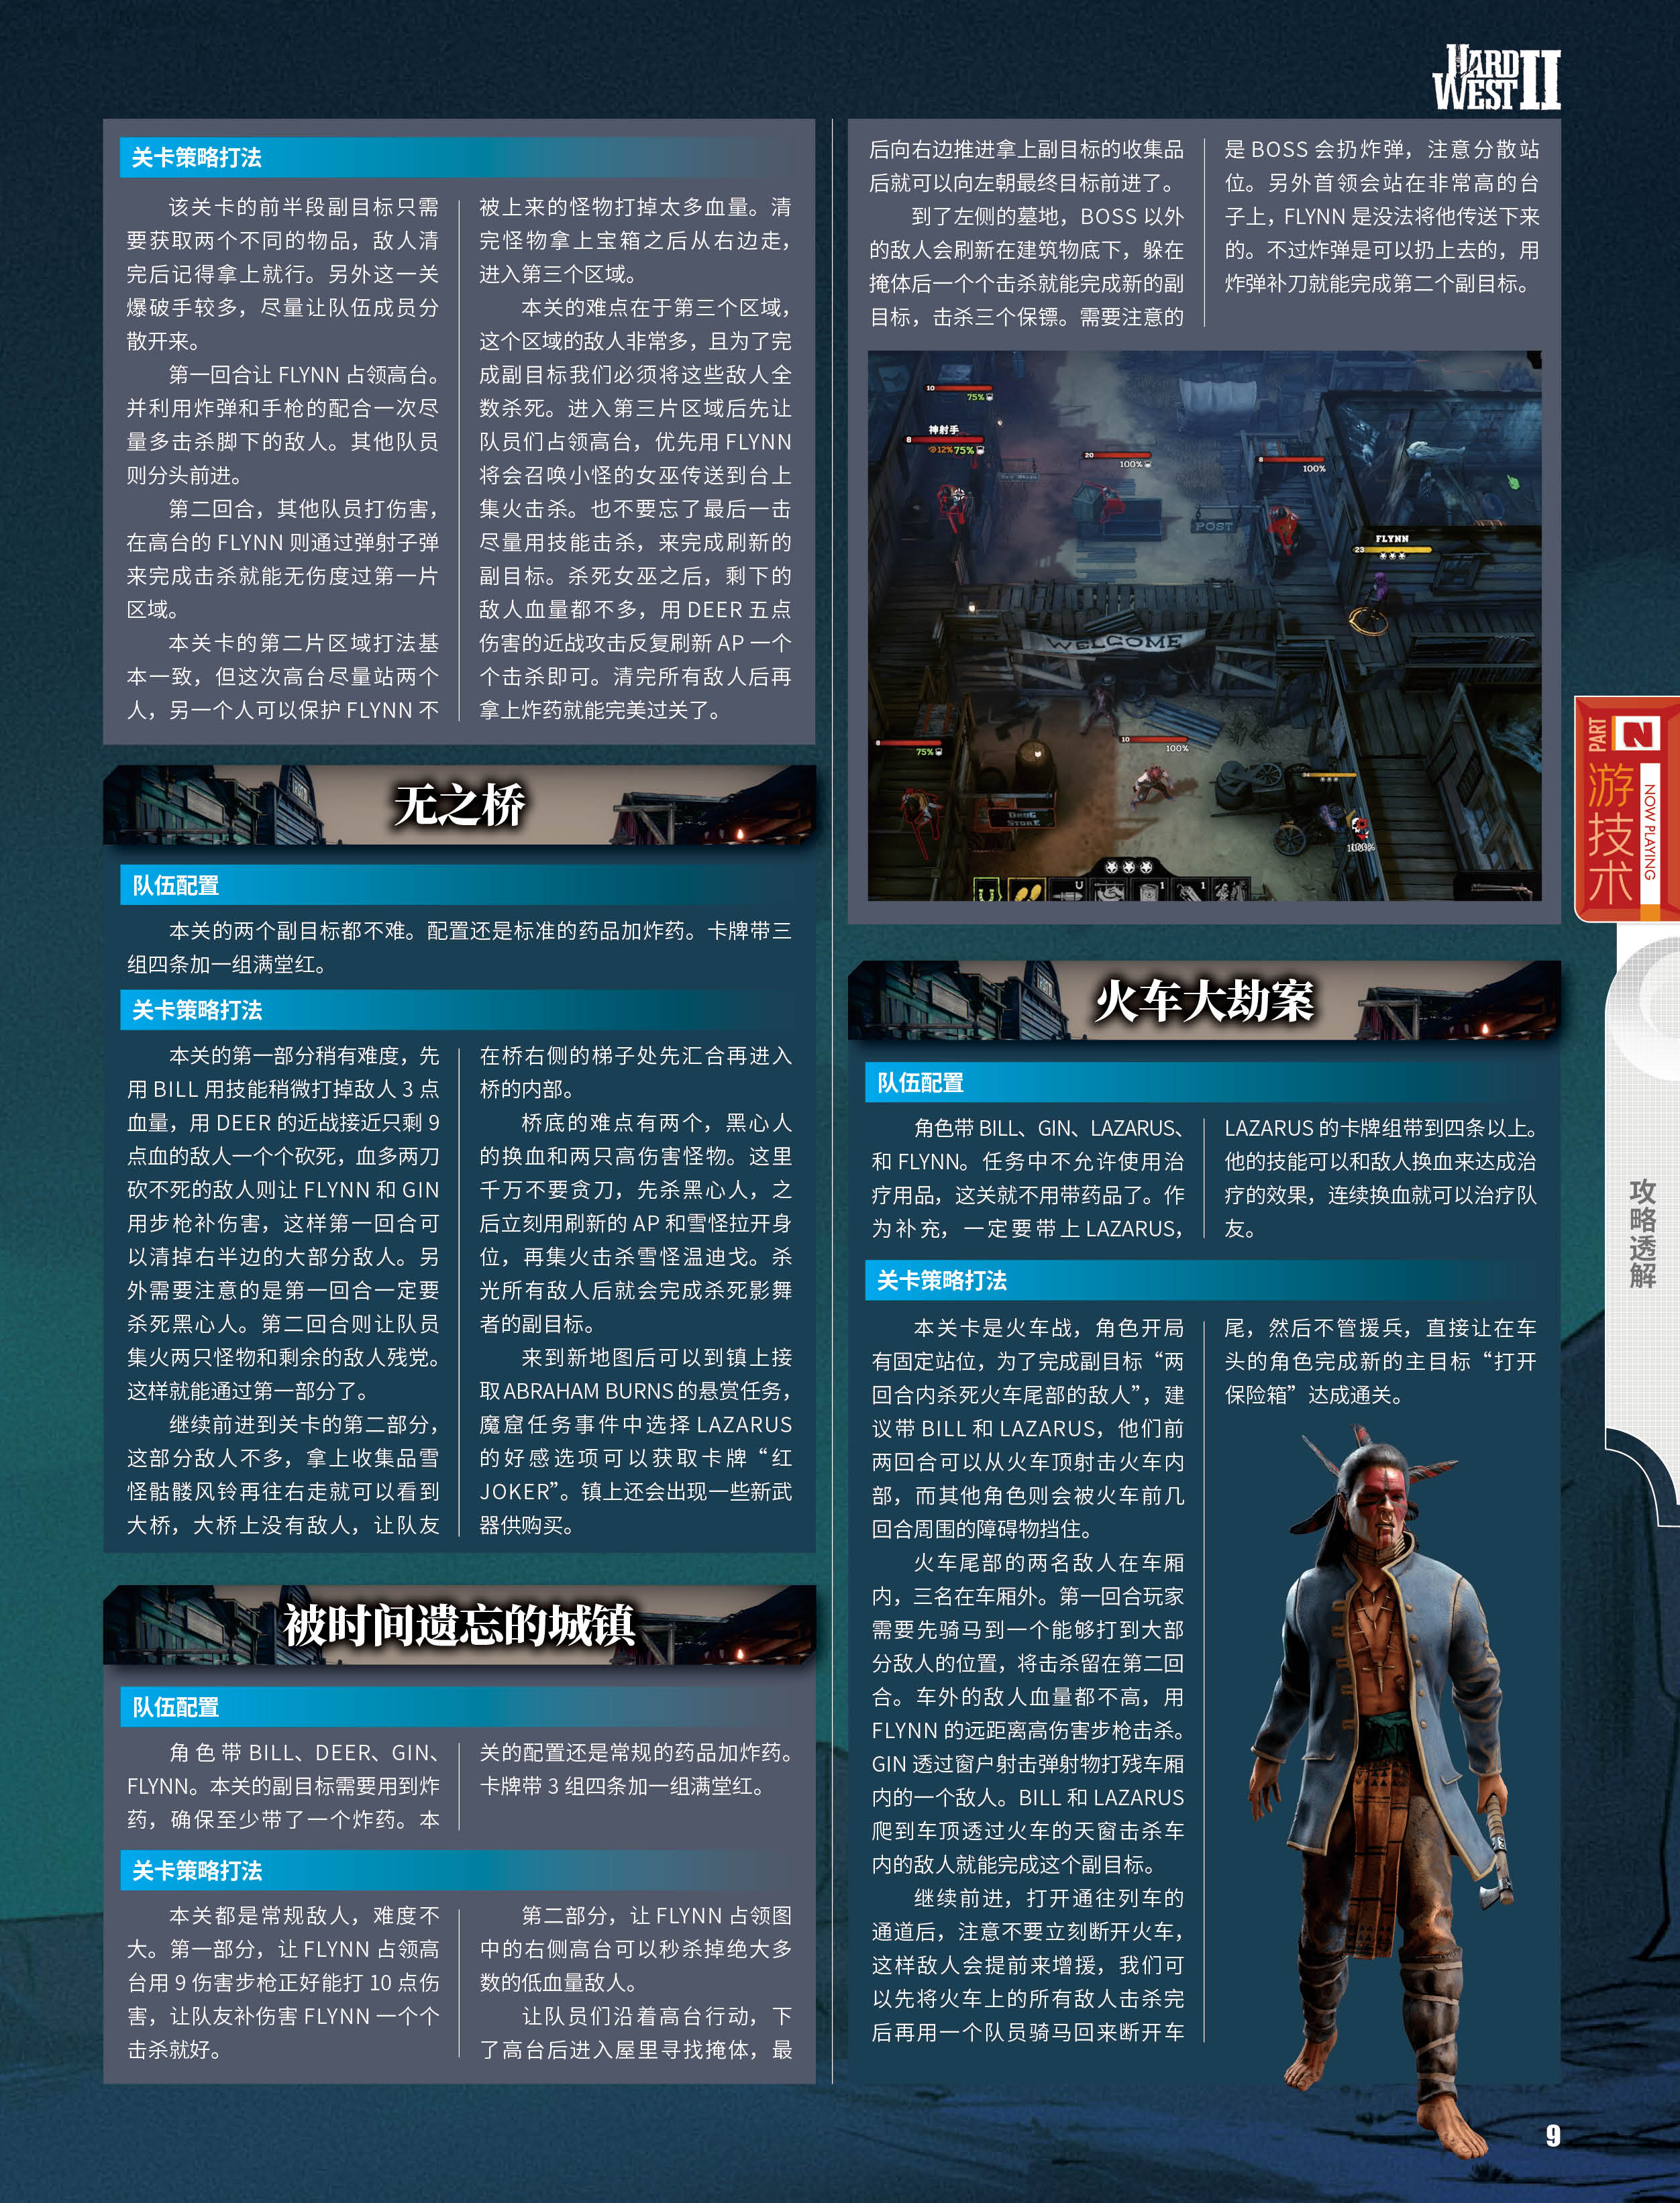 HARD WEST II
关卡策略打法
该关卡的前半段副目标只需
要获取两个不同的物品，敌人清
完后记得拿上就行。另外这一关
爆破手较多，尽量让队伍成员分
散开来。
第一回合让 FLYNN 占领高台。
并利用炸弹和手枪的配合一次尽
量多击杀脚下的敌人。其他队员
则分头前进。
第二回合，其他队员打伤害，
在高台的 FLYNN 则通过弹射子弹
来完成击杀就能无伤度过第一片
区域。
本关卡的第二片区域打法基
本一致，但这次高台尽量站两个
人，另一个人可以保护 FLYNN 不
被上来的怪物打掉太多血量。清
完怪物拿上宝箱之后从右边走，
进入第三个区域。
本关的难点在于第三个区域，
这个区域的敌人非常多，且为了完
成副目标我们必须将这些敌人全
数杀死。进入第三片区域后先让
队员们占领高台，优先用 FLYNN
将会召唤小怪的女巫传送到台上
集火击杀。也不要忘了最后一击
尽量用技能击杀，来完成刷新的
副目标。杀死女巫之后，剩下的
敌人血量都不多，用 DEER 五点
伤害的近战攻击反复刷新 AP 一个
个击杀即可。清完所有敌人后再
拿上炸药就能完美过关了。
无之桥
队伍配置
本关的两个副目标都不难。配置还是标准的药品加炸药。卡牌带三
组四条加一组满堂红。
关卡策略打法
本关的第一部分稍有难度，先
用 BILL 用技能稍微打掉敌人 3 点
血量，用 DEER 的近战接近只剩 9
点血的敌人一个个砍死，血多两刀
砍不死的敌人则让 FLYNN 和 GIN
用步枪补伤害，这样第一回合可
以清掉右半边的大部分敌人。另
外需要注意的是第一回合一定要
杀死黑心人。第二回合则让队员
集火两只怪物和剩余的敌人残党。
这样就能通过第一部分了。
继续前进到关卡的第二部分，
这部分敌人不多，拿上收集品雪
怪骷髅风铃再往右走就可以看到
大桥，大桥上没有敌人，让队友
在桥右侧的梯子处先汇合再进入
桥的内部。
桥底的难点有两个，黑心人
的换血和两只高伤害怪物。这里
千万不要贪刀，先杀黑心人，之
后立刻用刷新的 AP 和雪怪拉开身
位，再集火击杀雪怪温迪戈。杀
光所有敌人后就会完成杀死影舞
者的副目标。
来到新地图后可以到镇上接
取 ABRAHAM BURNS 的悬赏任务，
魔窟任务事件中选择 LAZARUS
的好感选项可以获取卡牌“红
JOKER”。镇上还会出现一些新武
器供购买。
被时间遗忘的城镇
队伍配置
角色带 BILL、DEER、GIN、
FLYNN。本关的副目标需要用到炸
药，确保至少带了一个炸药。本
关的配置还是常规的药品加炸药。
卡牌带 3 组四条加一组满堂红。
关卡策略打法
本关都是常规敌人，难度不
大。第一部分，让 FLYNN 占领高
台用 9 伤害步枪正好能打 10 点伤
害，让队友补伤害 FLYNN 一个个
击杀就好。
第二部分，让 FLYNN 占领图
中的右侧高台可以秒杀掉绝大多
数的低血量敌人。
让队员们沿着高台行动，下
了高台后进入屋里寻找掩体，最
后向右边推进拿上副目标的收集品
后就可以向左朝最终目标前进了。
到了左侧的墓地，BOSS 以外
的敌人会刷新在建筑物底下，躲在
掩体后一个个击杀就能完成新的副
目标，击杀三个保镖。需要注意的
是 BOSS 会扔炸弹，注意分散站
位。另外首领会站在非常高的台
子上，FLYNN 是没法将他传送下来
的。不过炸弹是可以扔上去的，用
炸弹补刀就能完成第二个副目标。
10
75%
神射手
8
12% 75%
20
100%
8
100%
POST
FLYNN
23
WELCOME
8
75%
10
100%
DRUG
STORE
100%
1
1
火车大劫案
队伍配置
角色带 BILL、GIN、LAZARUS、
和 FLYNN。任务中不允许使用治
疗用品，这关就不用带药品了。作
为补充，一定要带上 LAZARUS，
LAZARUS 的卡牌组带到四条以上。
他的技能可以和敌人换血来达成治
疗的效果，连续换血就可以治疗队
友。
关卡策略打法
本关卡是火车战，角色开局
有固定站位，为了完成副目标“两
回合内杀死火车尾部的敌人”，建
议带 BILL 和 LAZARUS，他们前
两回合可以从火车顶射击火车内
部，而其他角色则会被火车前几
回合周围的障碍物挡住。
火车尾部的两名敌人在车厢
内，三名在车厢外。第一回合玩家
需要先骑马到一个能够打到大部
分敌人的位置，将击杀留在第二回
合。车外的敌人血量都不高，用
FLYNN 的远距离高伤害步枪击杀。
GIN 透过窗户射击弹射物打残车厢
内的一个敌人。BILL 和 LAZARUS
爬到车顶透过火车的天窗击杀车
内的敌人就能完成这个副目标。
继续前进，打开通往列车的
通道后，注意不要立刻断开火车，
这样敌人会提前来增援，我们可
以先将火车上的所有敌人击杀完
后再用一个队员骑马回来断开车
尾，然后不管援兵，直接让在车
头的角色完成新的主目标“打开
保险箱”达成通关。
PART
N
游技术
NOW PLAYING
攻略透解
9